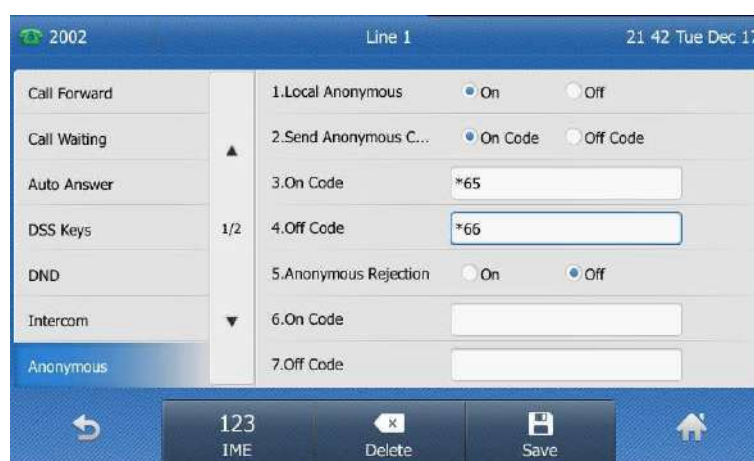 2002 Line 1 21 42 Tue Dec 17
Call Forward
Call Waiting
Auto Answer
DSS Keys
DND
Intercom
Anonymous
1/2
1.Local Anonymous On Off
2.Send Anonymous C... On Code Off Code
3.On Code *65
4.Off Code *66
5.Anonymous Rejection On Off
6.On Code
7.Off Code
123
IME
Delete
Save